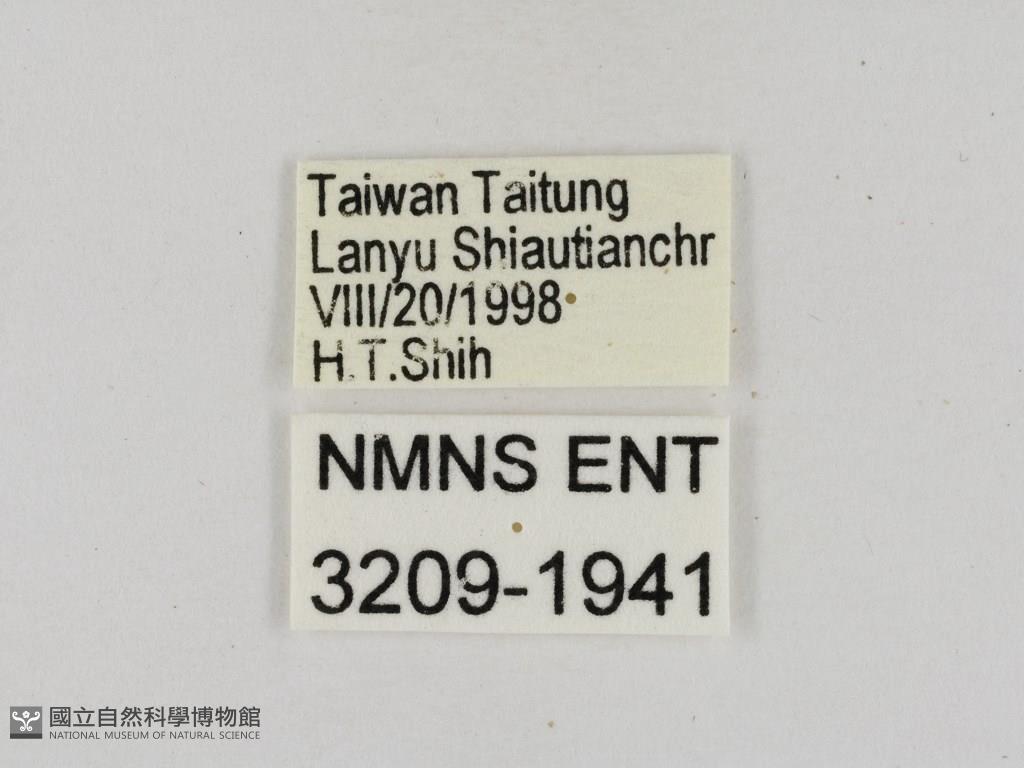 Taiwan Taitung
Lanyu Shiautianchr
VIII/20/1998
H.T.Shih
NMNS ENT
3209-1941
國立自然科學博物館
NATIONAL MUSEUM OF NATURAL SCIENCE